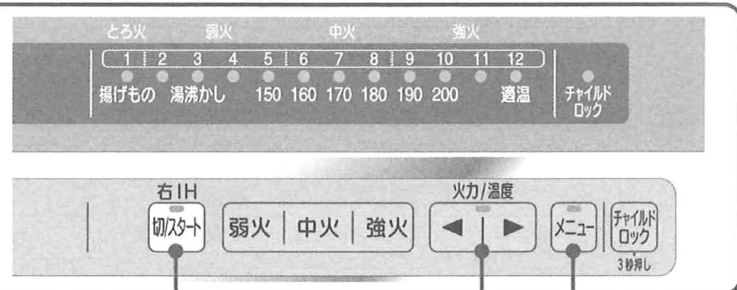 とろ火 弱火 中火 強火
1 2 3 4 5 6 7 8 9 10 11 12
揚げもの 湯沸かし 150 160 170 180 190 200 適温 チャイルド
ロック
右IH 火力/温度
切/スタート 弱火 中火 強火 ◀ ▶ メニュー チャイルド
ロック
3秒押し